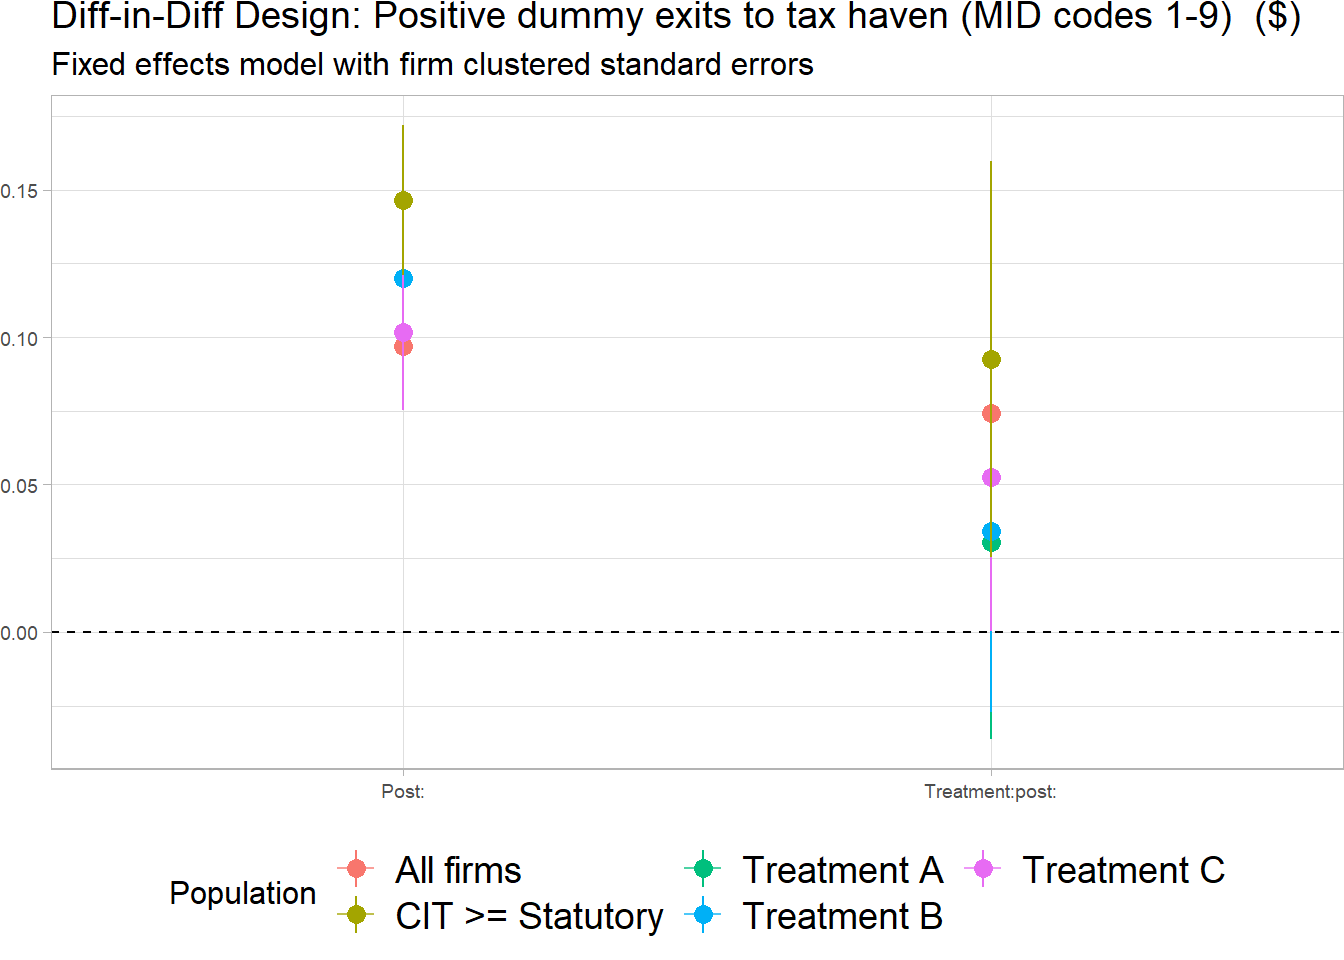 Diff-in-Diff Design: Positive dummy exits to tax haven (MID codes 1-9)  ($)
Fixed effects model with firm clustered standard errors
0.15
0.10
0.05
0.00
Post:
Treatment:post:
Population
All firms
Treatment A
Treatment C
CIT >= Statutory
Treatment B